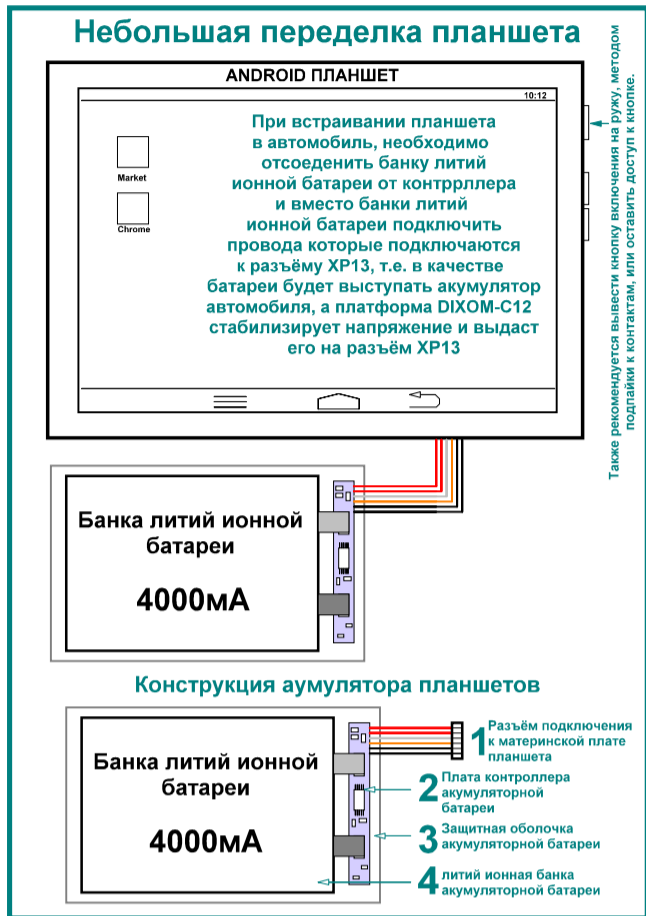 Небольшая переделка планшета
ANDROID ПЛАНШЕТ
10:12
Market
Chrome
При встраивании планшета
в автомобиль, необходимо
отсоеденить банку литий
ионной батареи от контррллера
и вместо банки литий
ионной батареи подключить
провода которые подключаются
к разъёму XP13, т.е. в качестве
батареи будет выступать акумулятор
автомобиля, а платформа DIXOM-C12
стабилизирует напряжение и выдаст
его на разъём XP13
Также рекомендуется вывести кнопку включения на ружу, методом
подпайки к контактам, или оставить доступ к кнопке.
Банка литий ионной
батареи
4000мА
Конструкция аумулятора планшетов
Банка литий ионной
батареи
4000мА
1 Разъём подключения
к материнской плате
планшета
2 Плата контроллера
акумуляторной
батареи
3 Защитная оболочка
акумуляторной батареи
4 литий ионная банка
акумуляторной батареи